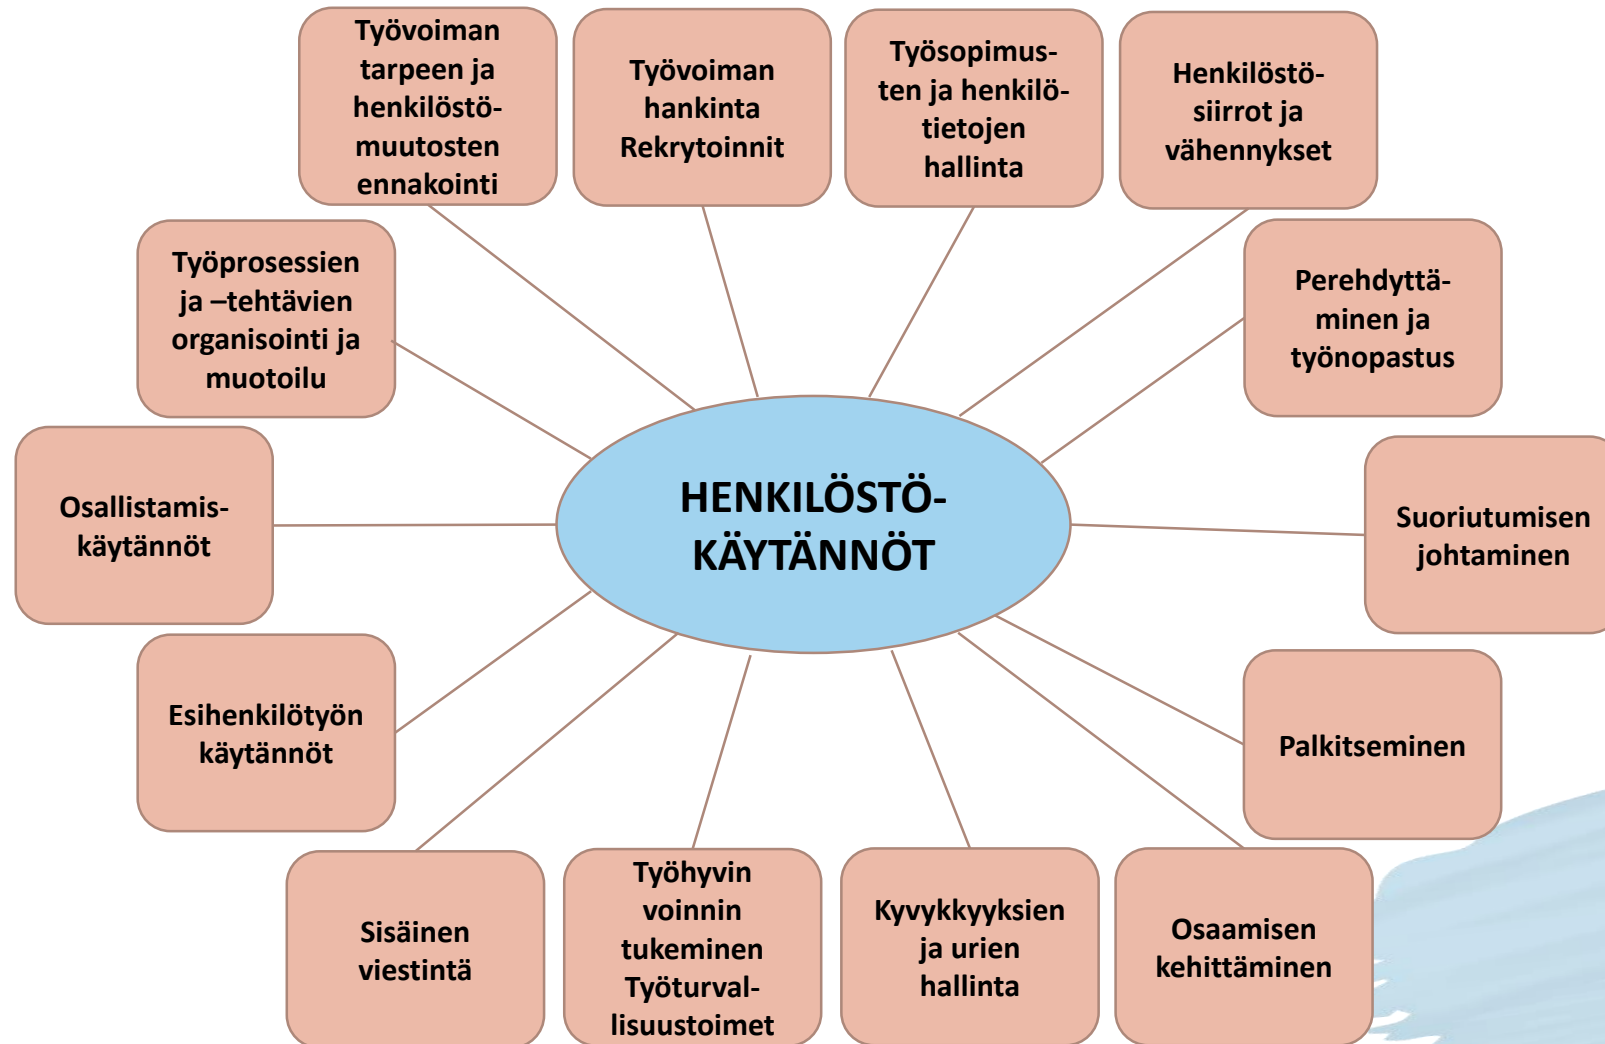 Työvoiman
tarpeen ja
henkilöstö-
muutosten
ennakointi
Työvoiman
hankinta
Rekrytoinnit
Työsopimus-
ten ja henkilö-
tietojen
hallinta
Henkilöstö-
siirrot ja
vähennykset
Työprosessien
ja –tehtävien
organisointi ja
muotoilu
Perehdyttä-
minen ja
työnopastus
Osallistamis-
käytännöt
HENKILÖSTÖ-
KÄYTÄNNÖT
Suoriutumisen
johtaminen
Esihenkilötyön
käytännöt
Palkitseminen
Sisäinen
viestintä
Työhyvin
voinnin
tukeminen
Työturval-
lisuustoimet
Kyvykkyyksien
ja urien
hallinta
Osaamisen
kehittäminen